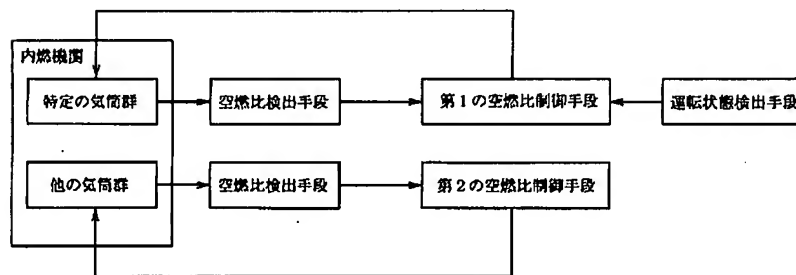 内燃機関
特定の気筒群
空燃比検出手段
第1の空燃比制御手段
運転状態検出手段
他の気筒群
空燃比検出手段
第2の空燃比制御手段